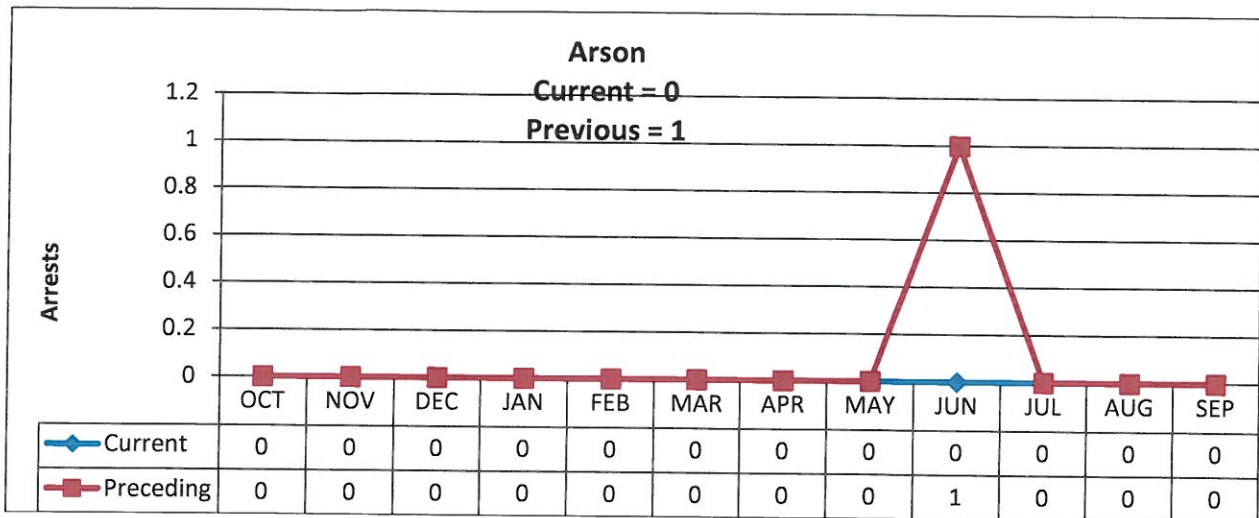 Arson
Current = 0
Previous = 1
1.2
1
0.8
0.6
0.4
0.2
0
Arrests
OCT NOV DEC JAN FEB MAR APR MAY JUN JUL AUG SEP
Current 0 0 0 0 0 0 0 0 0 0 0 0
Preceding 0 0 0 0 0 0 0 0 1 0 0 0